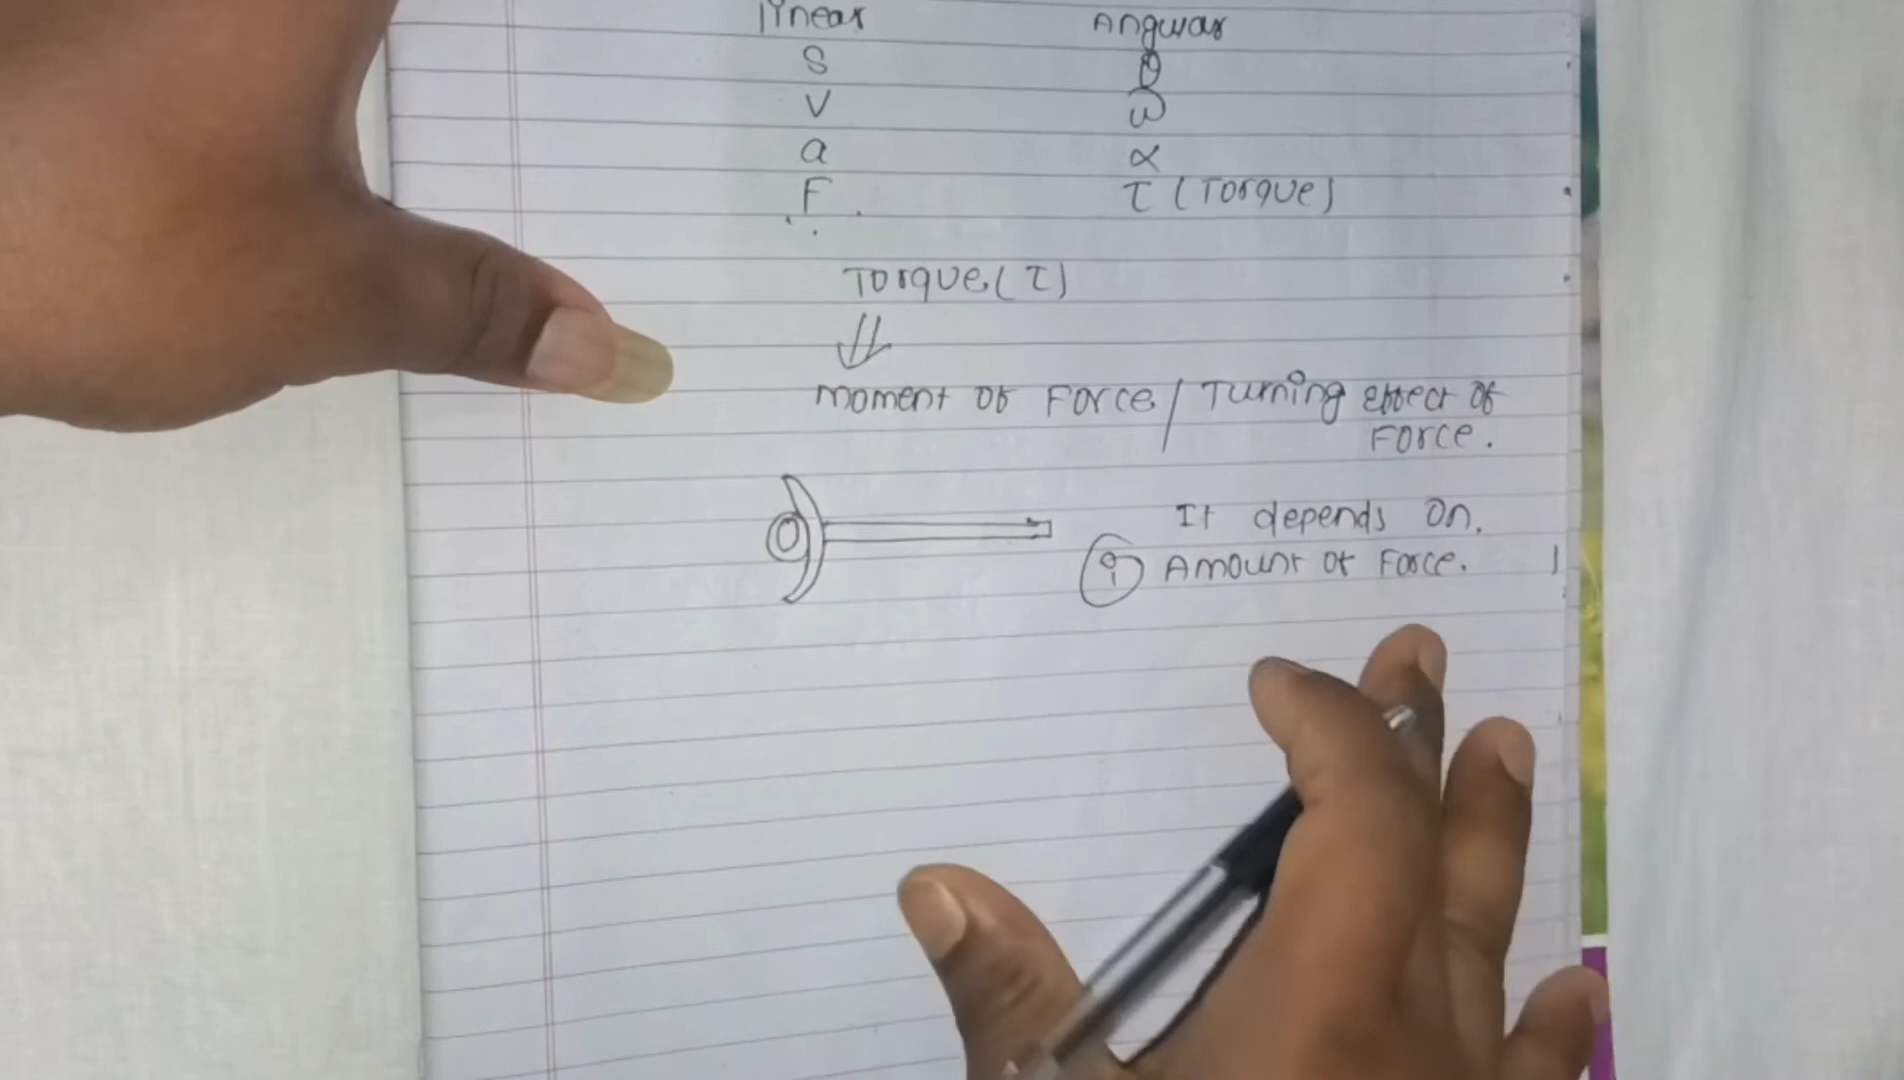 linear Angular
S θ
V ω
a α
F τ (Torque)
Torque (τ)
⇓
Moment of Force / Turning effect of
Force.
It depends on.
(i) Amount of Force.